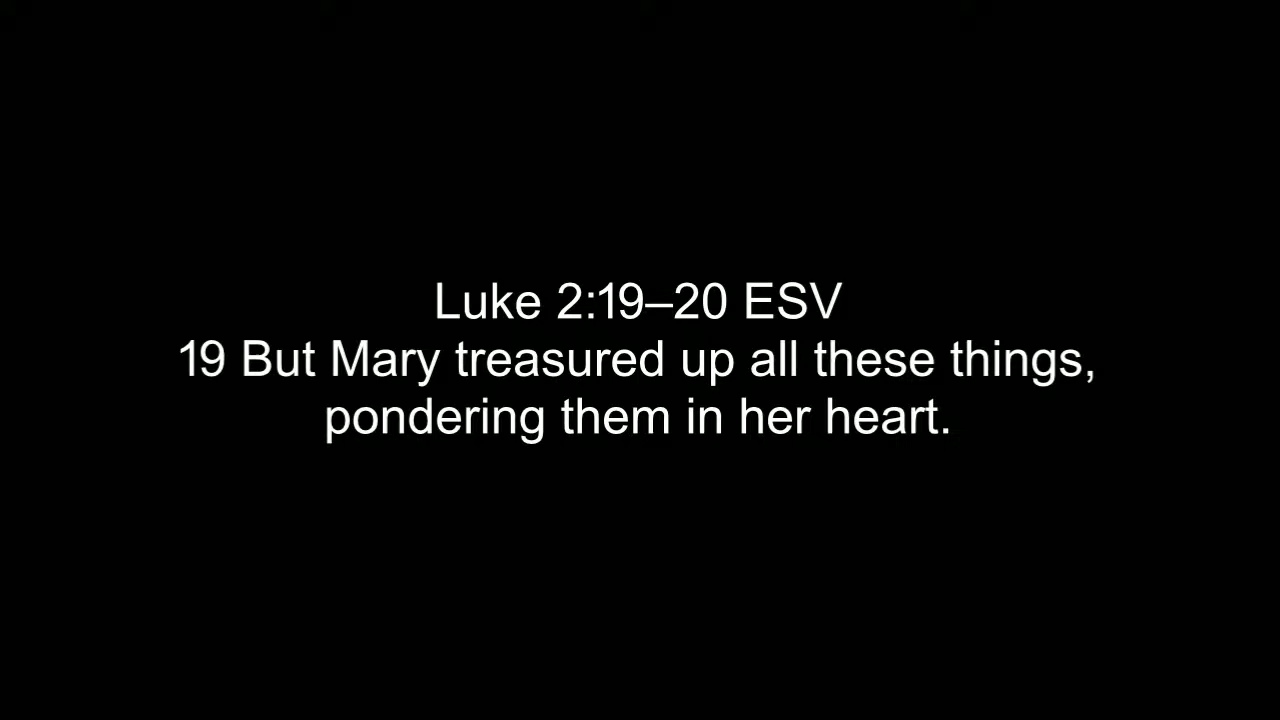 Luke 2:19–20 ESV
19 But Mary treasured up all these things,
pondering them in her heart.